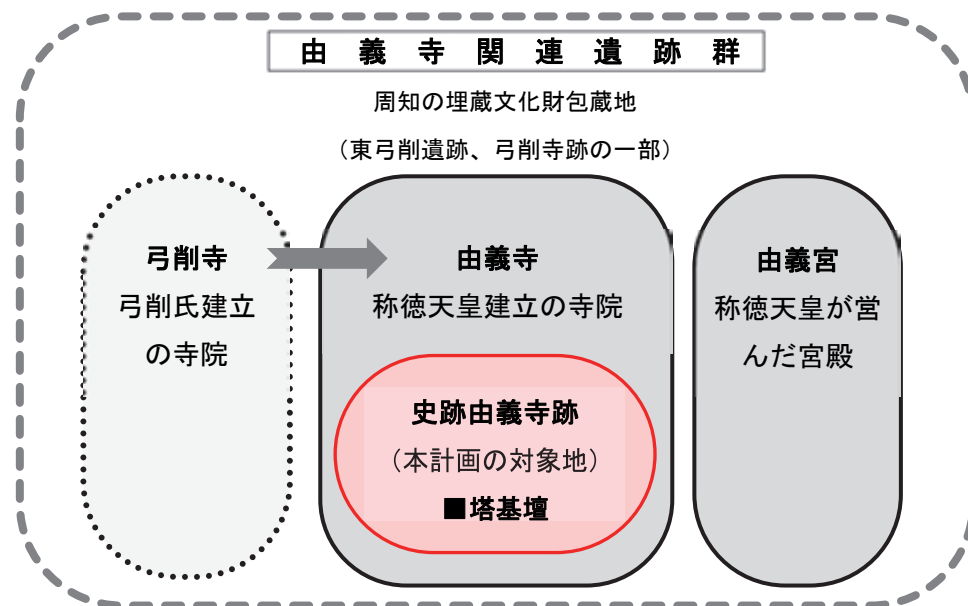 由義寺関連遺跡群
周知の埋蔵文化財包蔵地
（東弓削遺跡、弓削寺跡の一部）
弓削寺
弓削氏建立
の寺院
由義寺
称徳天皇建立の寺院
史跡由義寺跡
（本計画の対象地）
■塔基壇
由義宮
称徳天皇が営
んだ宮殿